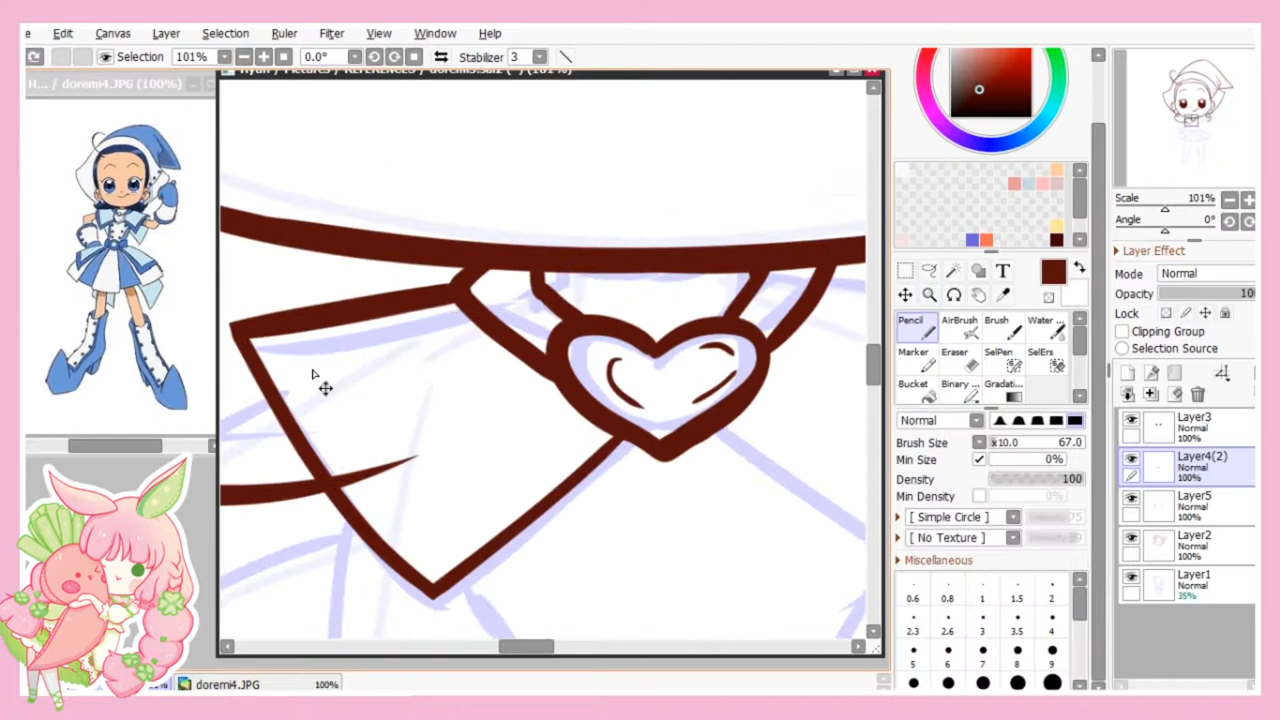 Edit Canvas Layer Selection Ruler Filter View Window Help
Selection 101% 0.0° Stabilizer 3
H... / doremi4.JPG (100%)
Scale 101%
Angle 0°
Layer Effect
Mode Normal
Opacity 10
Lock
Clipping Group
Selection Source
T
Pencil AirBrush Brush Water ...
Marker Eraser SelPen SelErs
Bucket Binary ... Gradati...
Normal
Brush Size x10.0 67.0
Min Size 0%
Density 100
Min Density 0%
[ Simple Circle ]
[ No Texture ]
Miscellaneous
0.6 0.8 1 1.5 2
2.3 2.6 3 3.5 4
5 6 7 8 9
Layer3
Normal
100%
Layer4(2)
Normal
100%
Layer5
Normal
100%
Layer2
Normal
100%
Layer1
Normal
35%
doremi4.JPG 100%